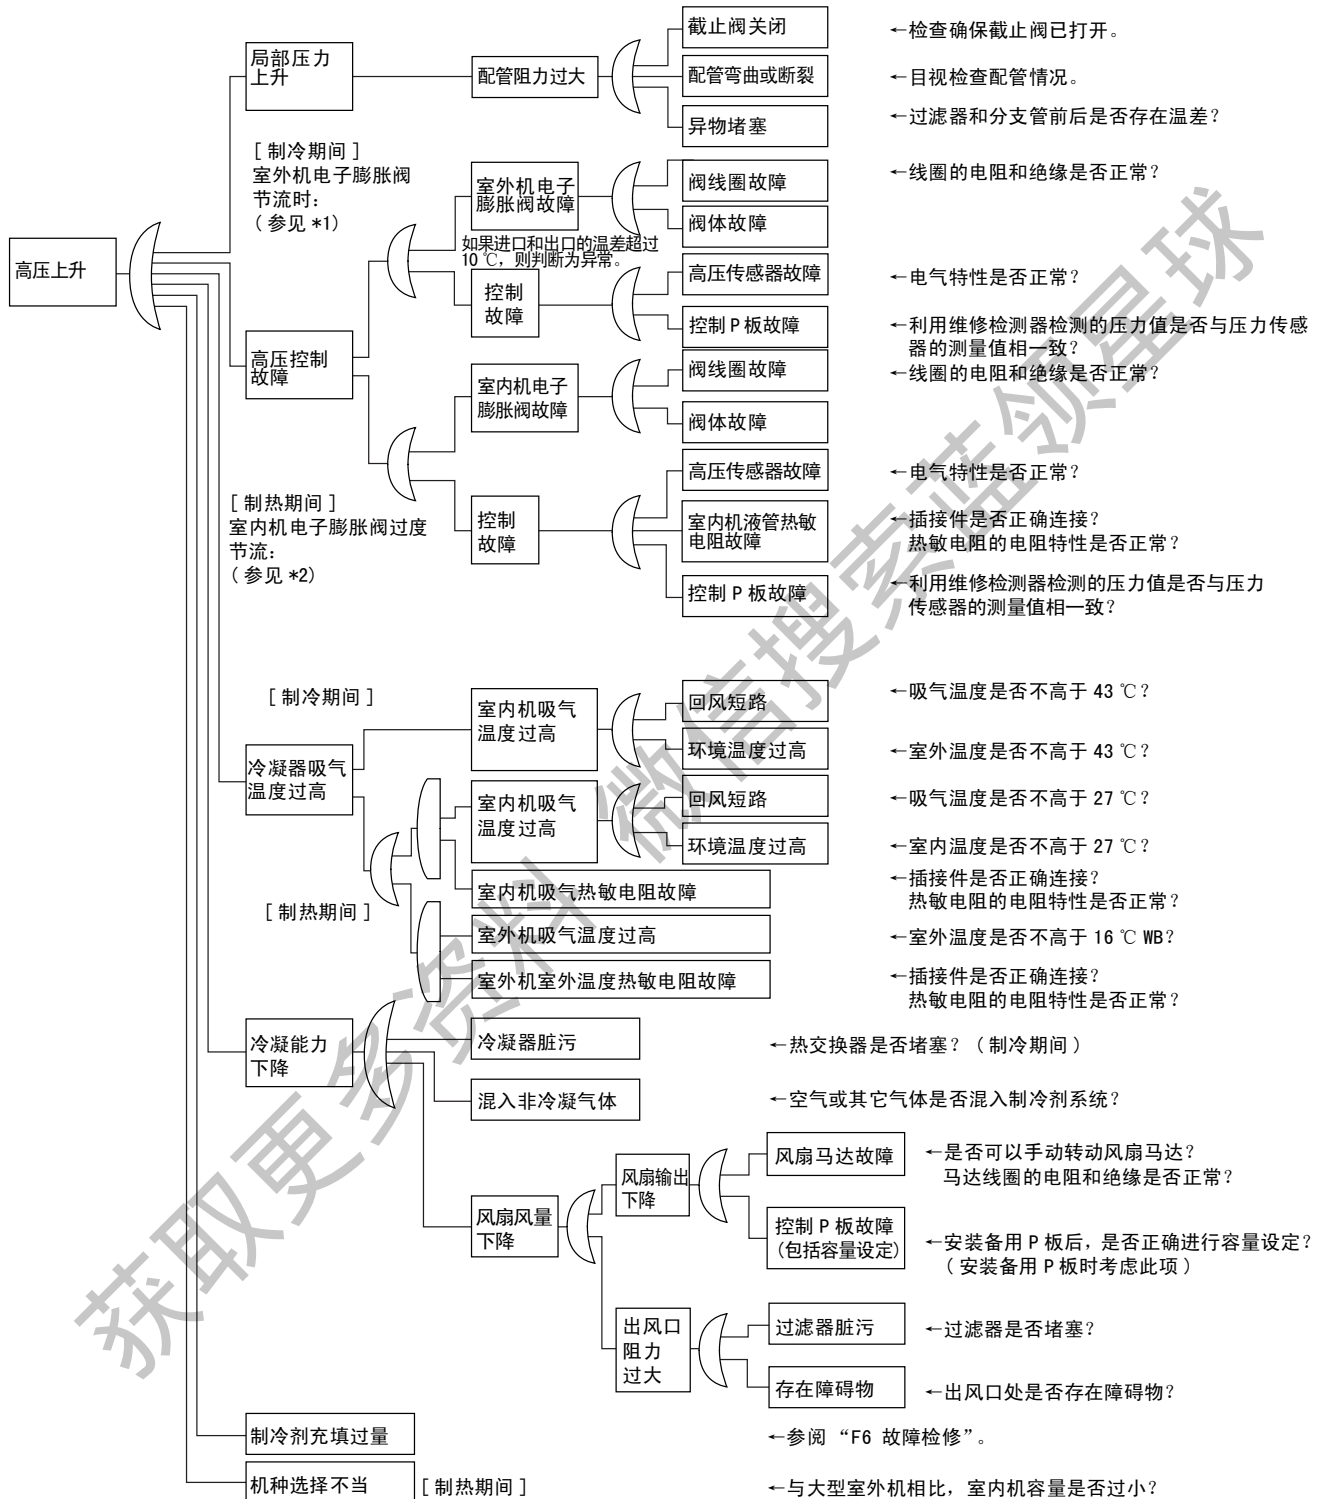 高压上升
局部压力
上升
配管阻力过大
截止阀关闭
←检查确保截止阀已打开。
配管弯曲或断裂
←目视检查配管情况。
异物堵塞
←过滤器和分支管前后是否存在温差？
[ 制冷期间 ]
室外机电子膨胀阀
节流时：
( 参见 *1)
高压控制
故障
室外机电子
膨胀阀故障
阀线圈故障
←线圈的电阻和绝缘是否正常？
阀体故障
如果进口和出口的温差超过
10 ℃，则判断为异常。
控制
故障
高压传感器故障
←电气特性是否正常？
控制 P 板故障
←利用维修检测器检测的压力值是否与压力传感
器的测量值相一致？
室内机电子
膨胀阀故障
阀线圈故障
←线圈的电阻和绝缘是否正常？
阀体故障
[ 制热期间 ]
室内机电子膨胀阀过度
节流：
( 参见 *2)
控制
故障
高压传感器故障
←电气特性是否正常？
室内机液管热敏
电阻故障
←插接件是否正确连接？
热敏电阻的电阻特性是否正常？
控制 P 板故障
←利用维修检测器检测的压力值是否与压力
传感器的测量值相一致？
冷凝器吸气
温度过高
[ 制冷期间 ]
室内机吸气
温度过高
回风短路
←吸气温度是否不高于 43 ℃？
环境温度过高
←室外温度是否不高于 43 ℃？
[ 制热期间 ]
室内机吸气
温度过高
回风短路
←吸气温度是否不高于 27 ℃？
环境温度过高
←室内温度是否不高于 27 ℃？
室内机吸气热敏电阻故障
←插接件是否正确连接？
热敏电阻的电阻特性是否正常？
室外机吸气温度过高
←室外温度是否不高于 16 ℃ WB？
室外机室外温度热敏电阻故障
←插接件是否正确连接？
热敏电阻的电阻特性是否正常？
冷凝能力
下降
冷凝器脏污
←热交换器是否堵塞？（制冷期间）
混入非冷凝气体
←空气或其它气体是否混入制冷剂系统？
风扇风量
下降
风扇输出
下降
风扇马达故障
←是否可以手动转动风扇马达？
马达线圈的电阻和绝缘是否正常？
控制 P 板故障
(包括容量设定)
←安装备用 P 板后，是否正确进行容量设定？
（安装备用 P 板时考虑此项）
出风口
阻力
过大
过滤器脏污
←过滤器是否堵塞？
存在障碍物
←出风口处是否存在障碍物？
制冷剂充填过量
←参阅 “F6 故障检修”。
机种选择不当
[ 制热期间 ]
←与大型室外机相比，室内机容量是否过小？
获取更多资料 微信搜索蓝领星球